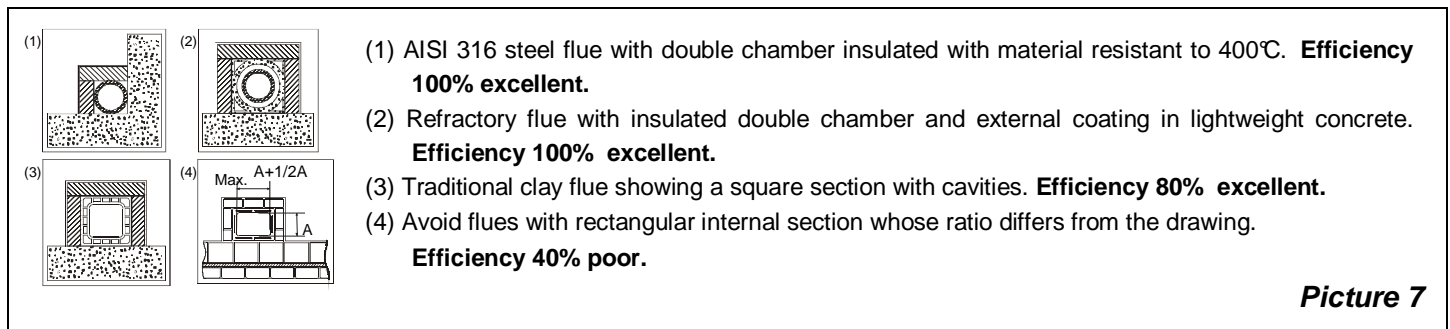 (1)
(2)
(3)
(4)
Max.
A+1/2A
A
(1) AISI 316 steel flue with double chamber insulated with material resistant to 400℃. Efficiency
100% excellent.
(2) Refractory flue with insulated double chamber and external coating in lightweight concrete.
Efficiency 100% excellent.
(3) Traditional clay flue showing a square section with cavities. Efficiency 80% excellent.
(4) Avoid flues with rectangular internal section whose ratio differs from the drawing.
Efficiency 40% poor.
Picture 7